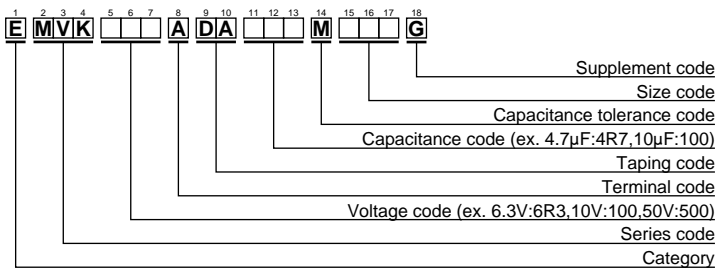 1 2 3 4 5 6 7 8 9 10 11 12 13 14 15 16 17 18
E M V K A D A M G
Supplement code
Size code
Capacitance tolerance code
Capacitance code (ex. 4.7µF:4R7,10µF:100)
Taping code
Terminal code
Voltage code (ex. 6.3V:6R3,10V:100,50V:500)
Series code
Category